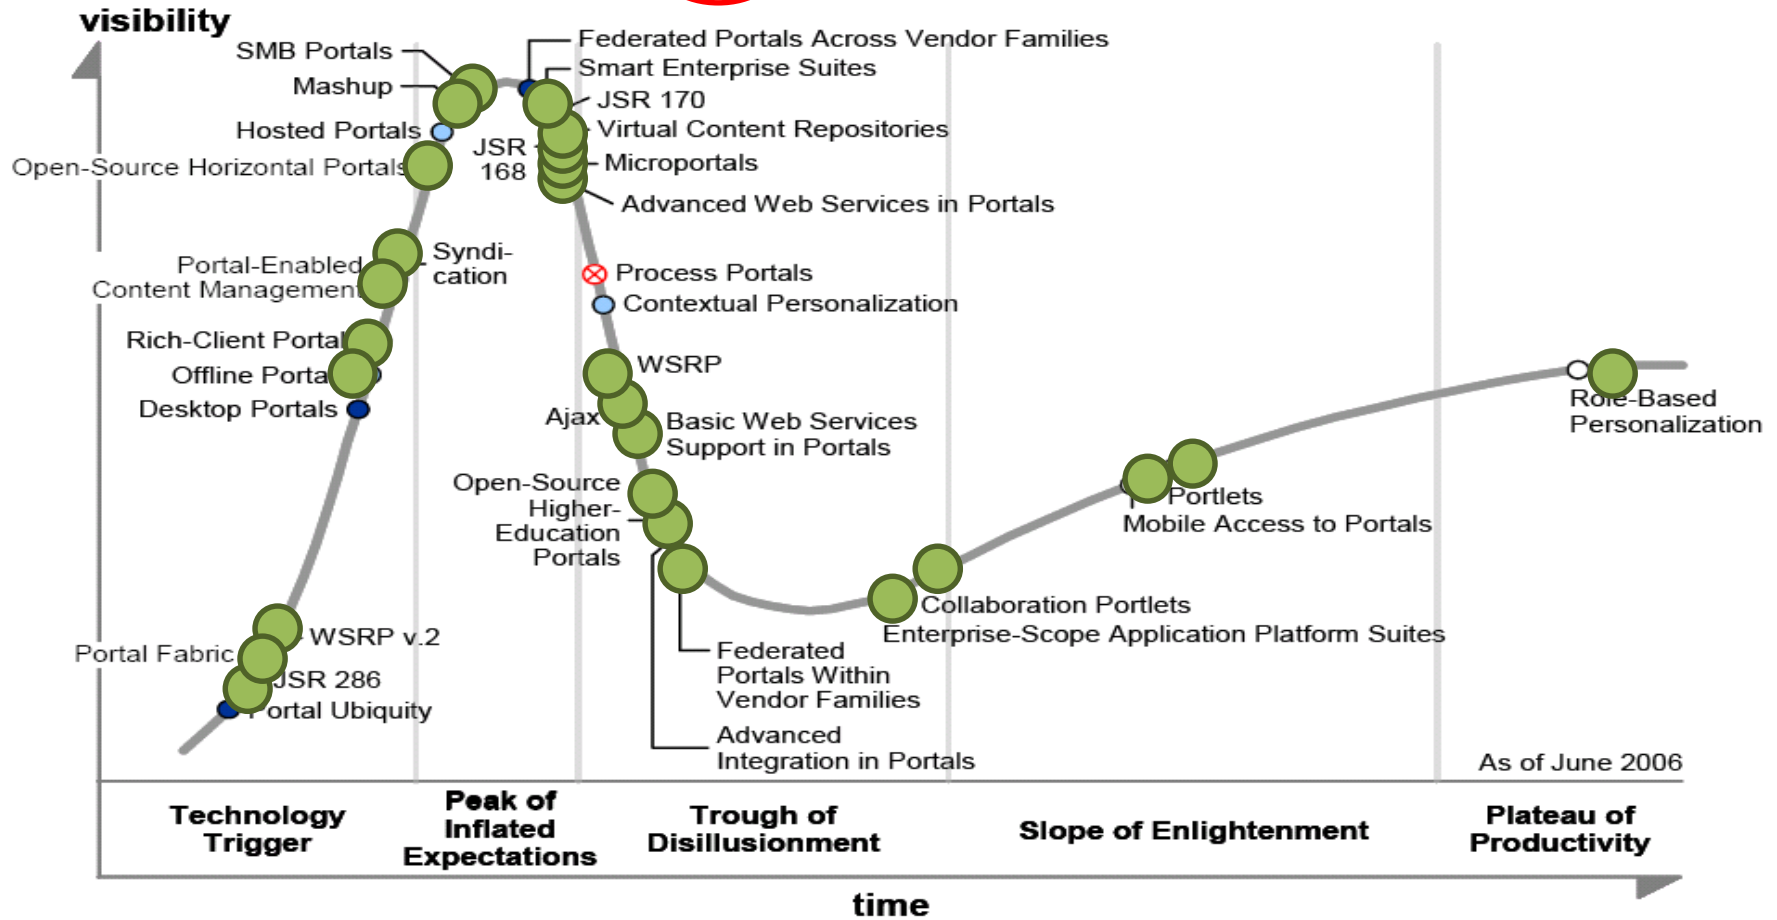 visibility
SMB Portals
Mashup
Hosted Portals
Open-Source Horizontal Portals
Federated Portals Across Vendor Families
Smart Enterprise Suites
JSR 170
Virtual Content Repositories
JSR
168
Microportals
Advanced Web Services in Portals
Portal-Enabled
Content Management
Syndi-
cation
Process Portals
Contextual Personalization
Rich-Client Portal
Offline Porta
Desktop Portals
WSRP
Ajax
Basic Web Services
Support in Portals
Open-Source
Higher-
Education
Portals
Role-Based
Personalization
Portlets
Mobile Access to Portals
Collaboration Portlets
Enterprise-Scope Application Platform Suites
WSRP v.2
Portal Fabric
JSR 286
Portal Ubiquity
Federated
Portals Within
Vendor Families
Advanced
Integration in Portals
As of June 2006
Technology
Trigger
Peak of
Inflated
Expectations
Trough of
Disillusionment
Slope of Enlightenment
Plateau of
Productivity
time